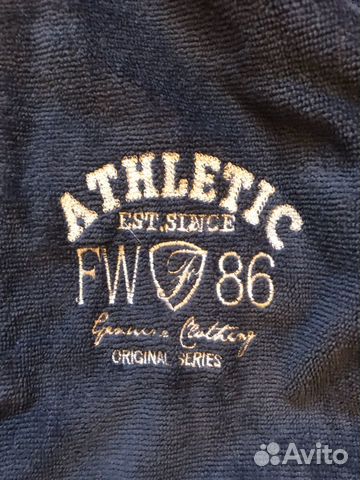 ATHLETIC
EST. SINCE
FW F 86
Genuine Clothing
ORIGINAL SERIES
Avito